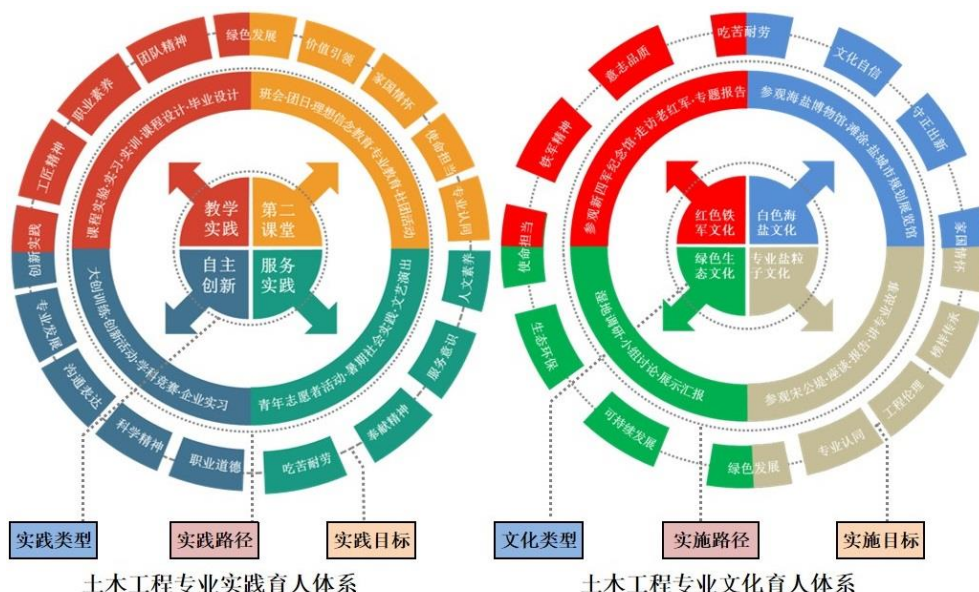 绿色发展
价值引领
家国情怀
使命担当
专业认同
人文素养
服务意识
奉献精神
吃苦耐劳
职业道德
科学精神
沟通表达
专业发展
创新实践
工匠精神
职业素养
团队精神
课程实验·实习·实训·课程设计·毕业设计
班会·团日·理想信念教育·专业教育·社团活动
青年志愿者活动·暑期社会实践·文艺演出
大创训练·创新活动·学科竞赛·企业实习
教学
实践
第二
课堂
自主
创新
服务
实践
实践类型
实践路径
实践目标
土木工程专业实践育人体系
吃苦耐劳
文化自信
守正出新
家国情怀
榜样传承
工程伦理
专业认同
绿色发展
可持续发展
生态环保
使命担当
铁军精神
意志品质
参观新四军纪念馆·走访老红军·专题报告
参观海盐博物馆·滩涂·盐城市规划展览馆
参观宋公堤·座谈·报告·讲专业故事
湿地调研·小组讨论·展示汇报
红色铁
军文化
白色海
盐文化
绿色生
态文化
专业盐粒
子文化
文化类型
实施路径
实施目标
土木工程专业文化育人体系